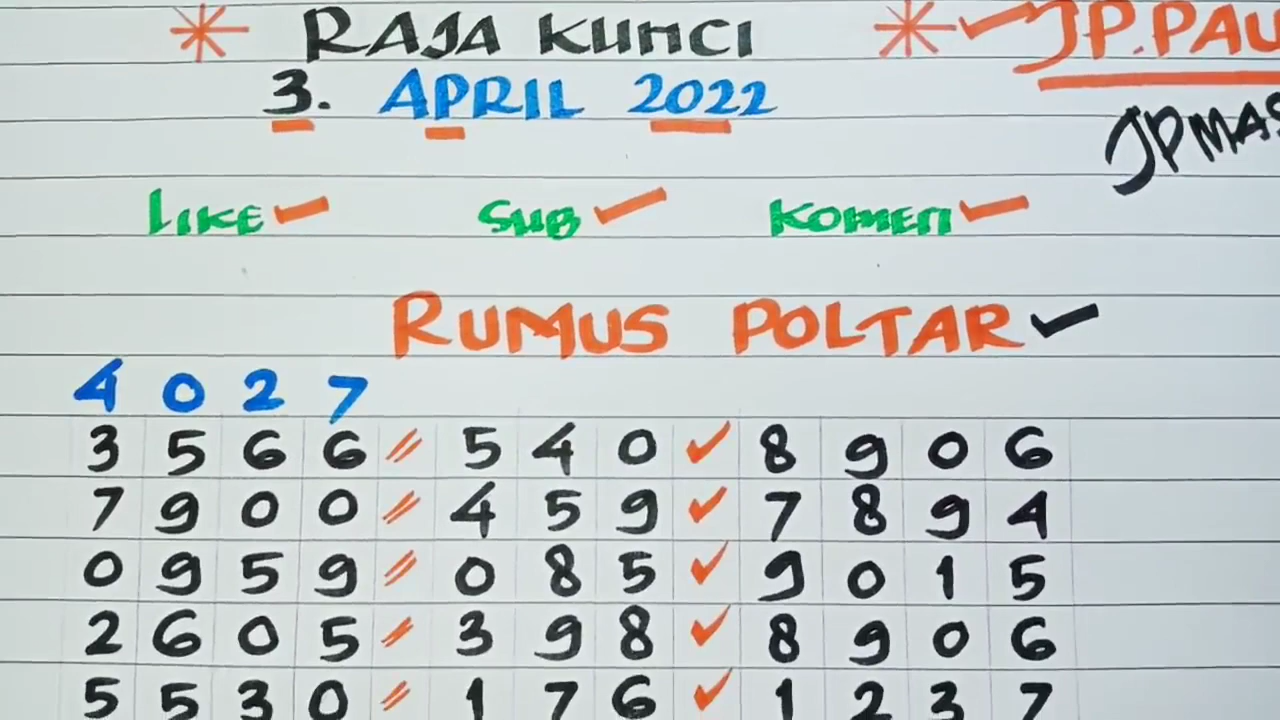 RAJA KUNCI JP.PAU
3. APRIL 2022
JPMAS
LIKE SUB KOMEN
RUMUS POLTAR
4 0 2 7
3 5 6 6 5 4 0 8 9 0 6
7 9 0 0 4 5 9 7 8 9 4
0 9 5 9 0 8 5 9 0 1 5
2 6 0 5 3 9 8 8 9 0 6
5 5 3 0 1 7 6 1 2 3 7